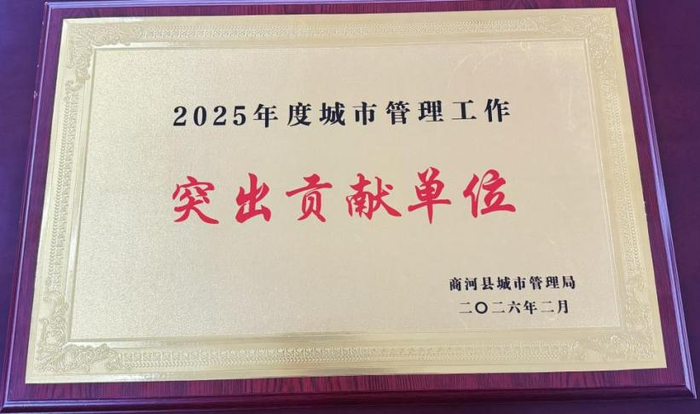 2025年度城市管理工作
突出贡献单位
商河县城市管理局
二〇二六年二月